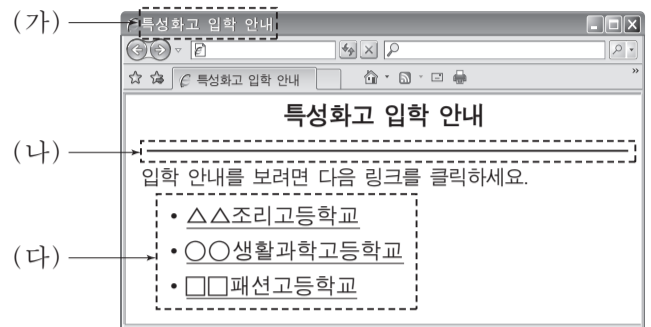 (가) 특성화고 입학 안내
특성화고 입학 안내
특성화고 입학 안내
(나)
입학 안내를 보려면 다음 링크를 클릭하세요.
(다)
• △△조리고등학교
• ○○생활과학고등학교
• □□패션고등학교